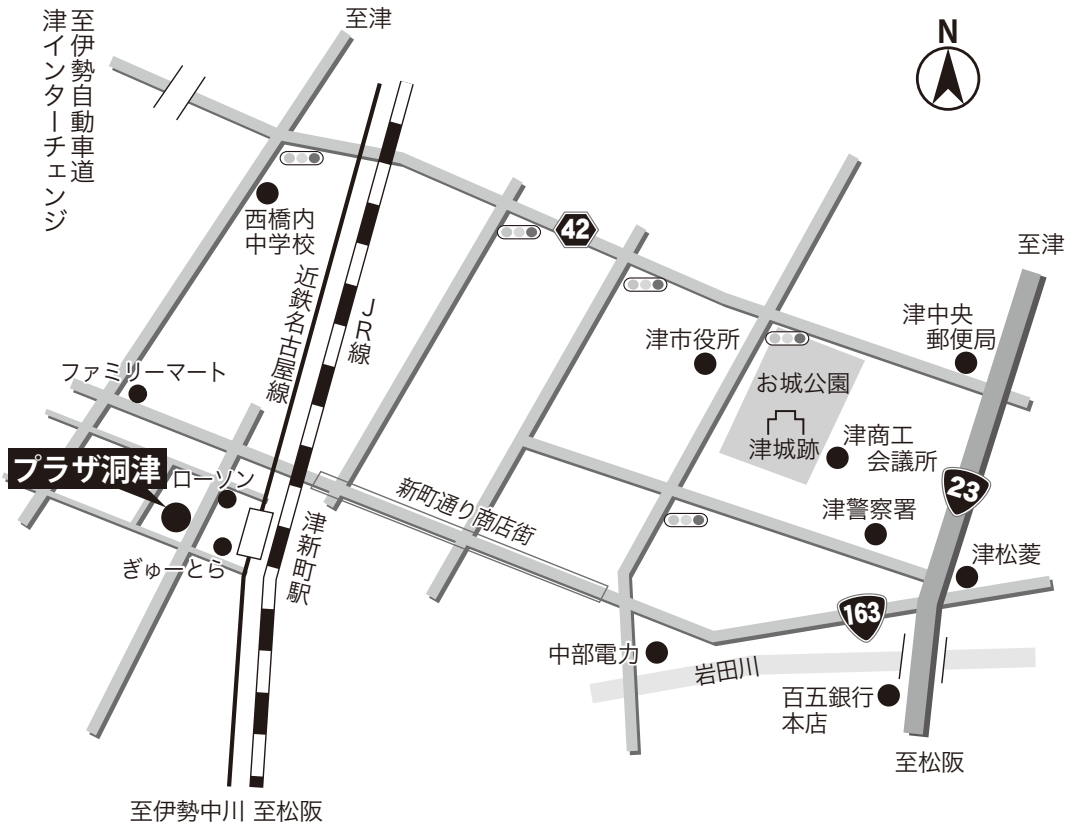 至伊勢自動車道
津インターチェンジ
至津
N
西橋内
中学校
42
至津
近鉄名古屋線
JR線
津市役所
津中央
郵便局
ファミリーマート
お城公園
津城跡
津商工
会議所
プラザ洞津
ローソン
新町通り商店街
23
津警察署
ぎゅーとら
津新町駅
津松菱
163
中部電力
岩田川
百五銀行
本店
至松阪
至伊勢中川
至松阪